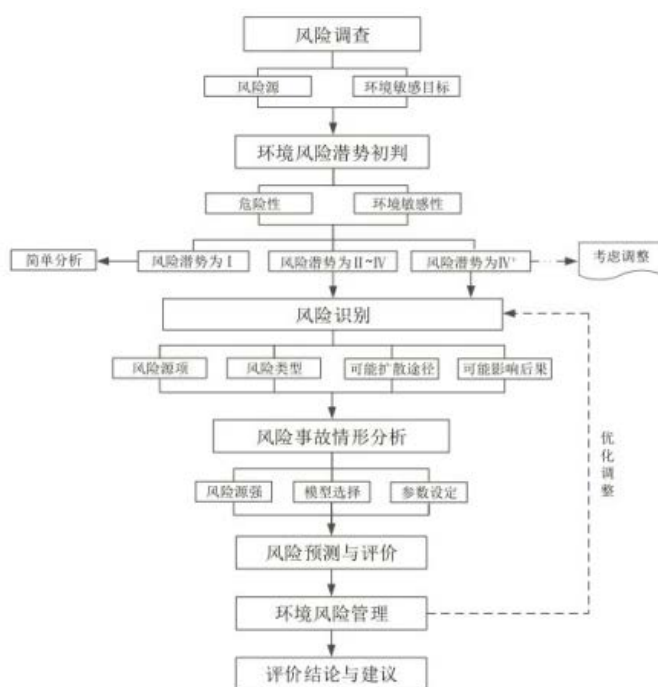 风险调查
风险源
环境敏感目标
环境风险潜势初判
危险性
环境敏感性
简单分析
风险潜势为Ⅰ
风险潜势为Ⅱ~Ⅳ
风险潜势为Ⅳ⁺
考虑调整
风险识别
风险源项
风险类型
可能扩散途径
可能影响后果
风险事故情形分析
优化调整
风险源强
模型选择
参数设定
风险预测与评价
环境风险管理
评价结论与建议